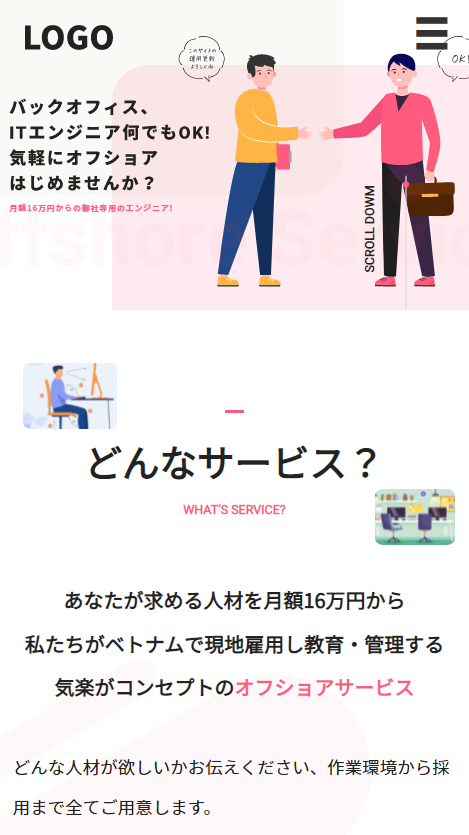 LOGO
このサイトの
運用更新
よろしくね
OK!
バックオフィス、
ITエンジニア何でもOK!
気軽にオフショア
はじめませんか？
月額16万円からの御社専用のエンジニア!
ffshore Servic
SCROLL DOWM
どんなサービス？
WHAT'S SERVICE?
あなたが求める人材を月額16万円から
私たちがベトナムで現地雇用し教育・管理する
気楽がコンセプトのオフショアサービス
どんな人材が欲しいかお伝えください、作業環境から採
用まで全てご用意します。